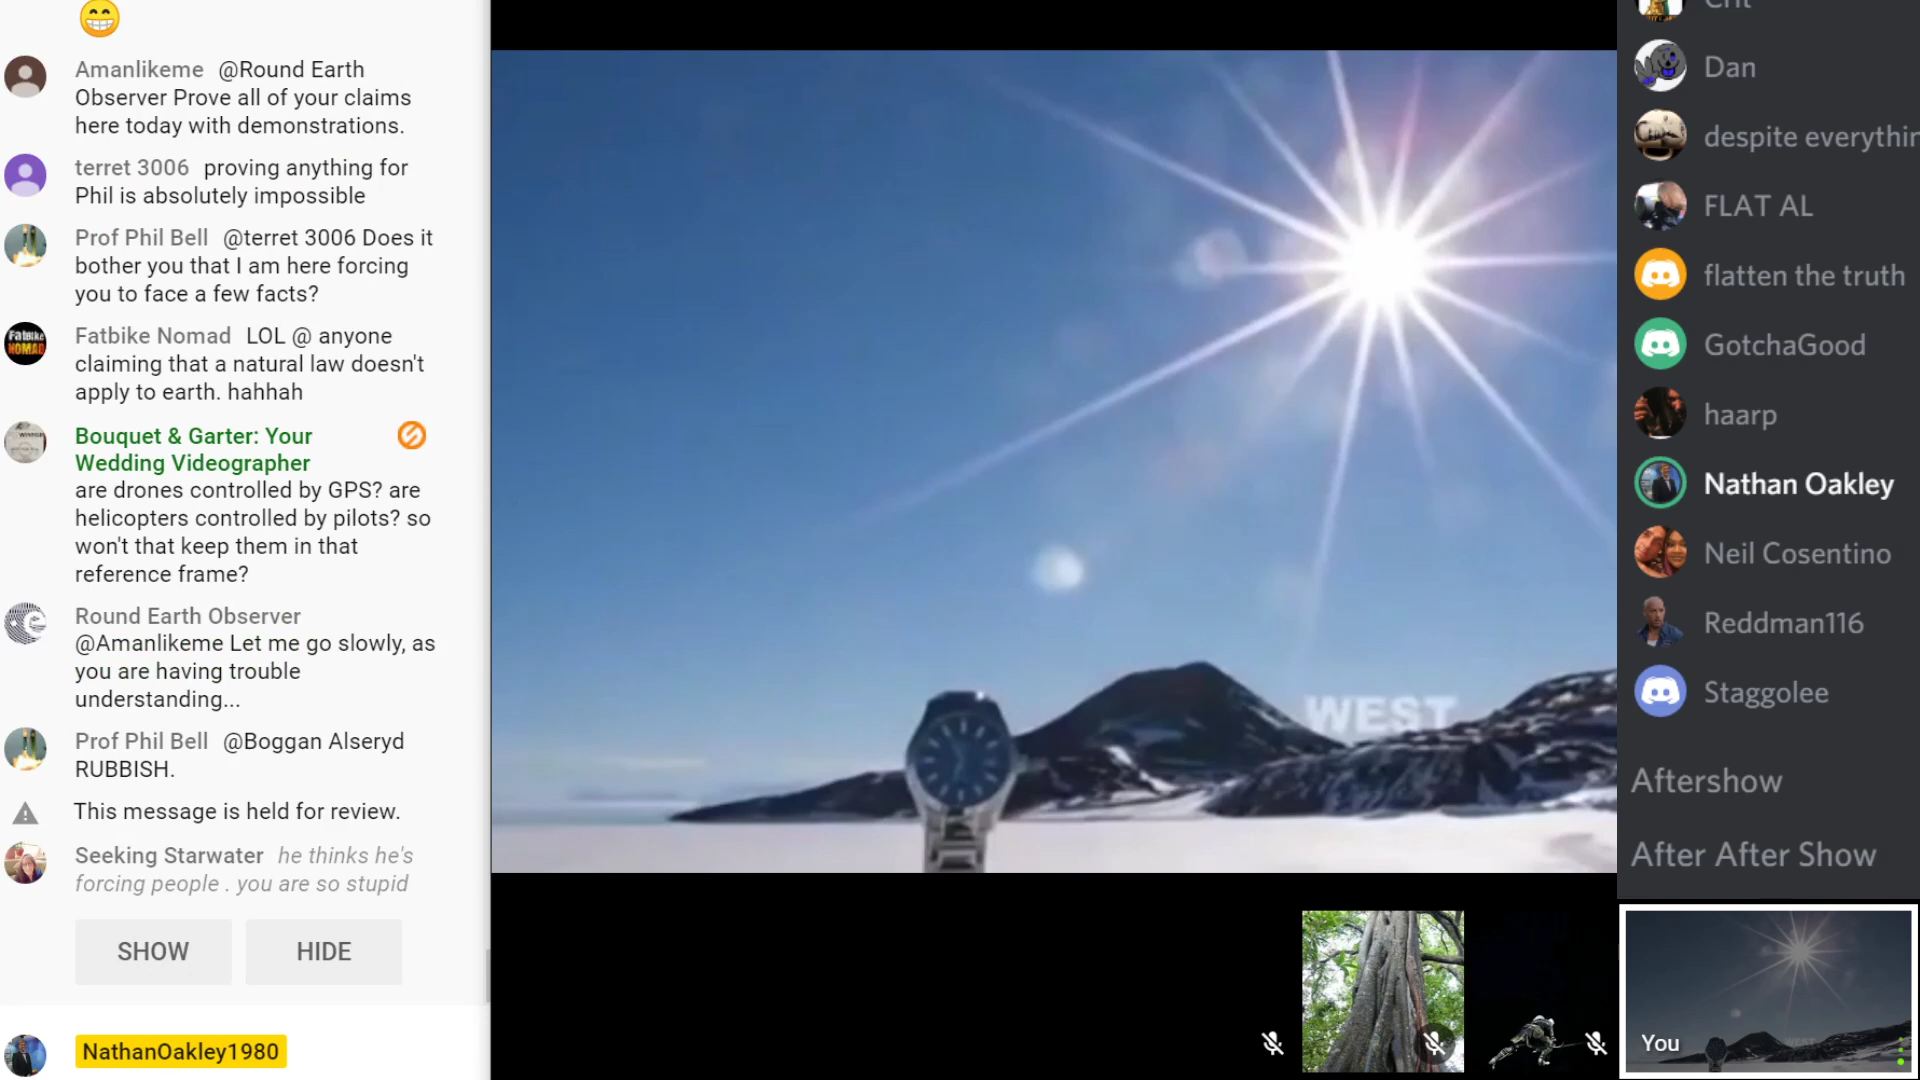 Amanlikeme @Round Earth
Observer Prove all of your claims
here today with demonstrations.
terret 3006 proving anything for
Phil is absolutely impossible
Prof Phil Bell @terret 3006 Does it
bother you that I am here forcing
you to face a few facts?
Fatbike Nomad LOL @ anyone
claiming that a natural law doesn't
apply to earth. hahhah
Bouquet & Garter: Your
Wedding Videographer
are drones controlled by GPS? are
helicopters controlled by pilots? so
won't that keep them in that
reference frame?
Round Earth Observer
@Amanlikeme Let me go slowly, as
you are having trouble
understanding...
Prof Phil Bell @Boggan Alseryd
RUBBISH.
This message is held for review.
Seeking Starwater he thinks he's
forcing people . you are so stupid
SHOW HIDE
NathanOakley1980
Fatbike
NOMAD
WEST
Dan
despite everythin
FLAT AL
flatten the truth
GotchaGood
haarp
Nathan Oakley
Neil Cosentino
Reddman116
Staggolee
Aftershow
After After Show
You